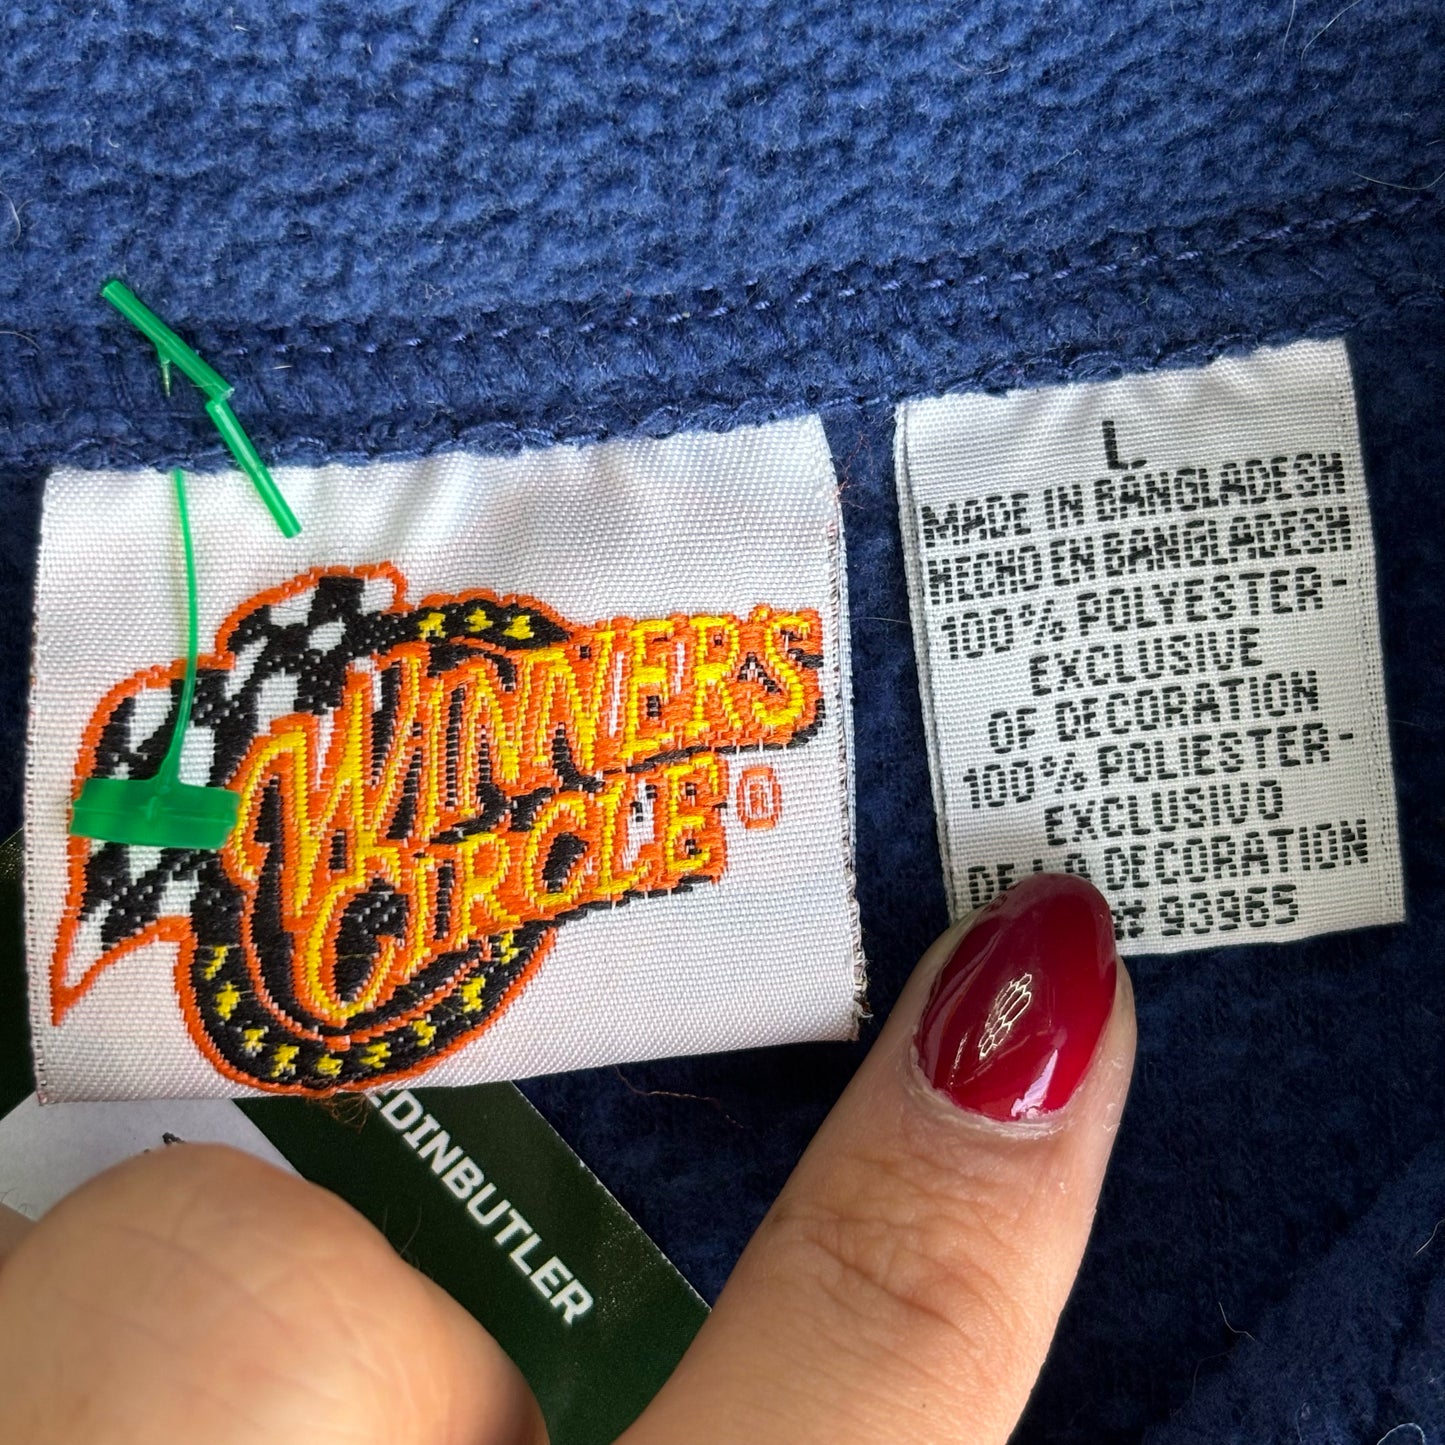 WINNER'S
CIRCLE®
L
MADE IN BANGLADESH
HECHO EN BANGLADESH
100% POLYESTER-
EXCLUSIVE
OF DECORATION
100% POLIESTER-
EXCLUSIVO
DE LA DECORATION
# 93965
EDINBUTLER